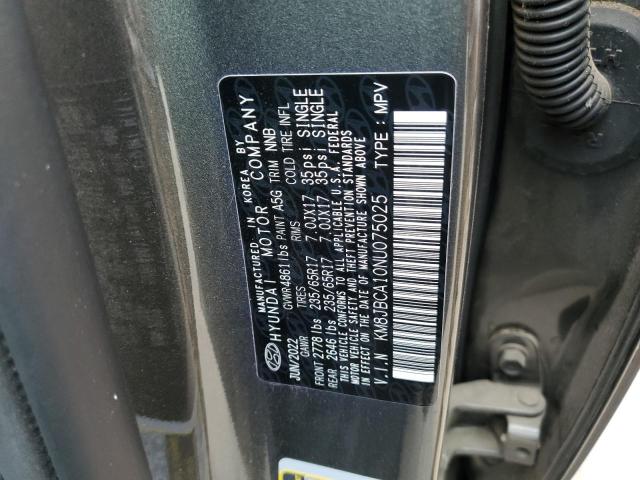 MANUFACTURED IN KOREA BY
HYUNDAI MOTOR COMPANY
JUN/2022 GVWR4861lbs PAINT A5G TRIM NNB
GAWR TIRES RIMS COLD TIRE INFL
FRONT 2778 lbs 235/65R17 7.0JX17 35psi SINGLE
REAR 2646 lbs 235/65R17 7.0JX17 35psi SINGLE
THIS VEHICLE CONFORMS TO ALL APPLICABLE U.S.A. FEDERAL
MOTOR VEHICLE SAFETY AND THEFT PREVENTION STANDARDS
IN EFFECT ON THE DATE OF MANUFACTURE SHOWN ABOVE
V.I.N KM8JBCA10NU075025 TYPE : MPV